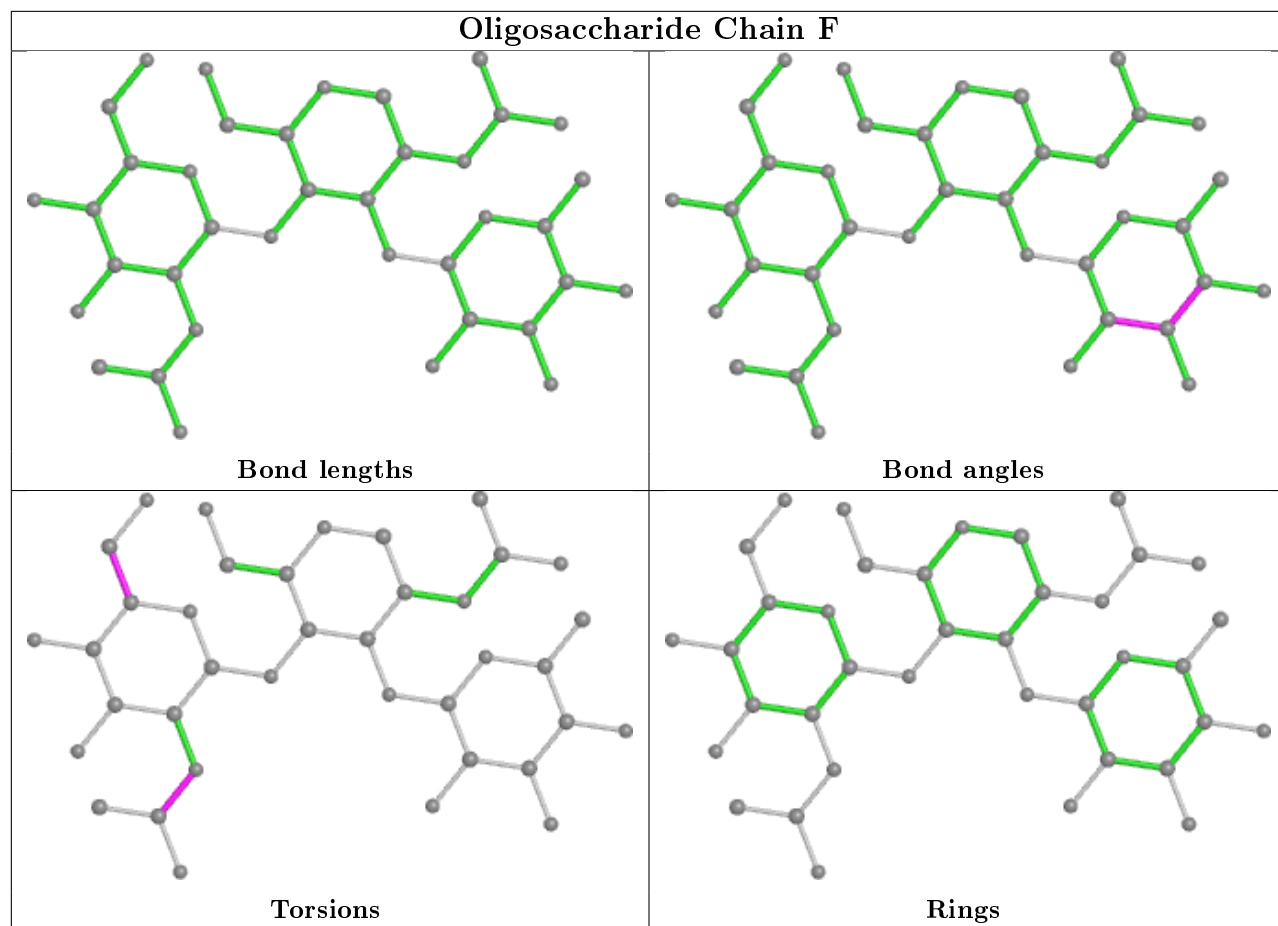 Oligosaccharide Chain F
Bond lengths
Bond angles
Torsions
Rings